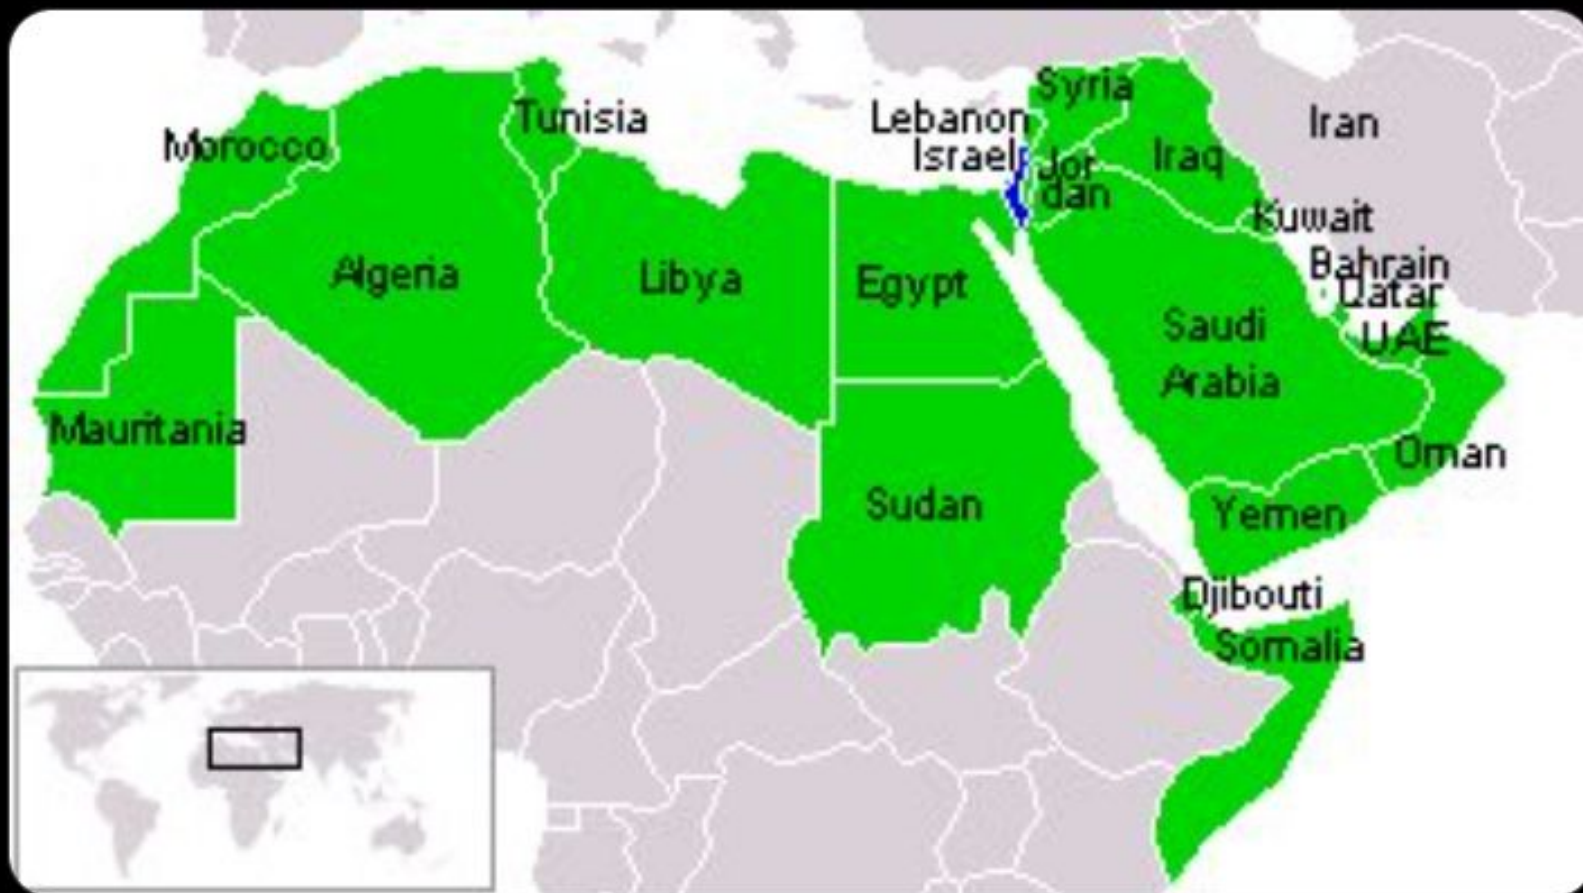 Syria
Lebanon
Tunisia
Iran
Morocco
Israel
Jor
dan
Iraq
Kuwait
Bahrain
Qatar
Algeria
Libya
Egypt
Saudi
Arabia
UAE
Mauritania
Oman
Sudan
Yemen
Djibouti
Somalia